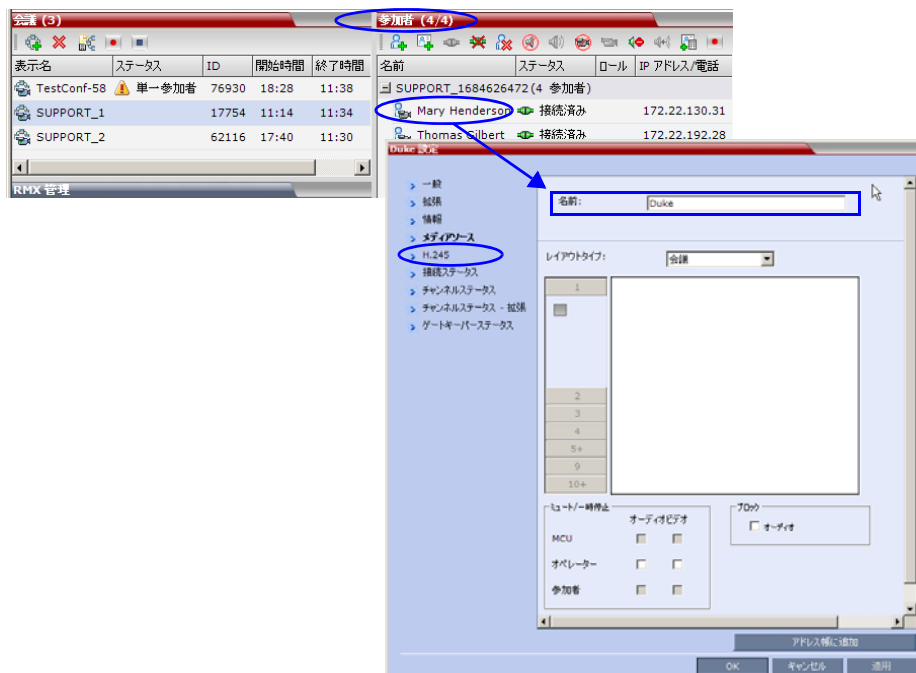 会議 (3)
表示名 ステータス ID 開始時間 終了時間
TestConf-58 単一参加者 76930 18:28 11:38
SUPPORT_1 17754 11:14 11:34
SUPPORT_2 62116 17:40 11:30
RMX 管理
参加者 (4/4)
名前 ステータス ロール IP アドレス/電話
SUPPORT_1684626472(4 参加者)
Mary Henderson 接続済み 172.22.130.31
Thomas Gilbert 接続済み 172.22.192.28
Duke 設定
一般
拡張
情報
メディアソース
H.245
接続ステータス
チャンネルステータス
チャンネルステータス - 拡張
ゲートキーパーステータス
名前: Duke
レイアウトタイプ: 会議
1
2
3
4
5+
9
10+
ミュート/一時停止
オーディオ ビデオ
MCU
オペレーター
参加者
ブロック
オーディオ
アドレス帳に追加
OK キャンセル 適用